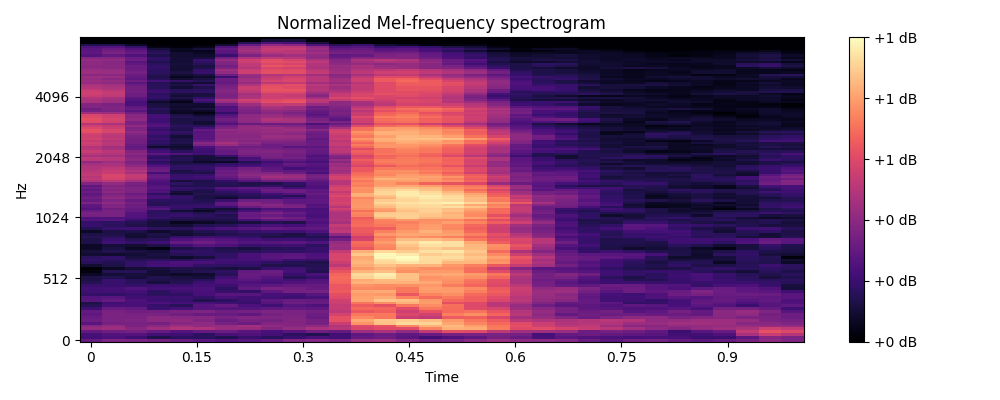 Normalized Mel-frequency spectrogram
Hz
4096
2048
1024
512
0
0 0.15 0.3 0.45 0.6 0.75 0.9
Time
+1 dB
+1 dB
+1 dB
+0 dB
+0 dB
+0 dB